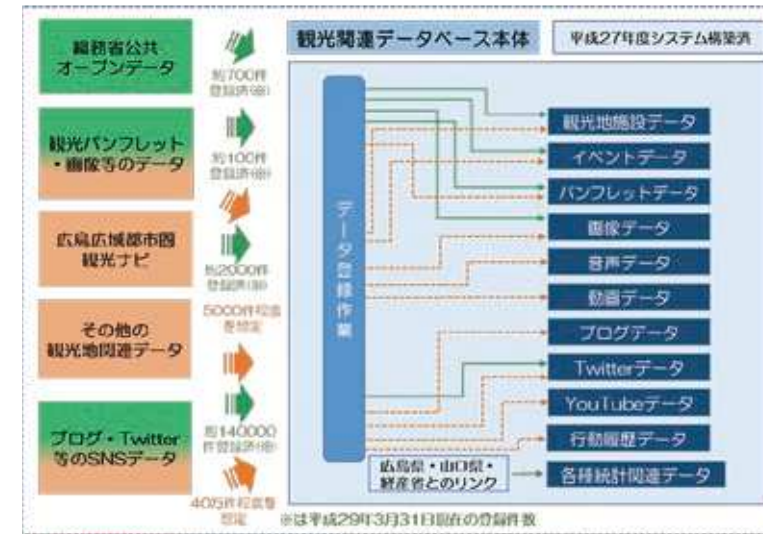 総務省公共
オープンデータ
観光パンフレット
・画像等のデータ
広島広域都市圏
観光ナビ
その他の
観光地関連データ
ブログ・Twitter
等のSNSデータ
約700件
登録済(※)
約100件
登録済(※)
約2000件
登録済(※)
5000件程度
を想定
約140000
件登録済(※)
40万件程度を
想定
観光関連データベース本体
平成27年度システム構築済
データ登録作業
観光地施設データ
イベントデータ
パンフレットデータ
画像データ
音声データ
動画データ
ブログデータ
Twitterデータ
YouTubeデータ
行動履歴データ
各種統計関連データ
広島県・山口県・
経産省とのリンク
※は平成29年3月31日現在の登録件数